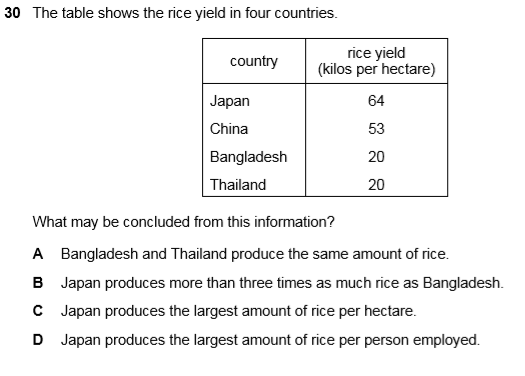 30 The table shows the rice yield in four countries.
country rice yield
(kilos per hectare)
Japan 64
China 53
Bangladesh 20
Thailand 20
What may be concluded from this information?
A Bangladesh and Thailand produce the same amount of rice.
B Japan produces more than three times as much rice as Bangladesh.
C Japan produces the largest amount of rice per hectare.
D Japan produces the largest amount of rice per person employed.